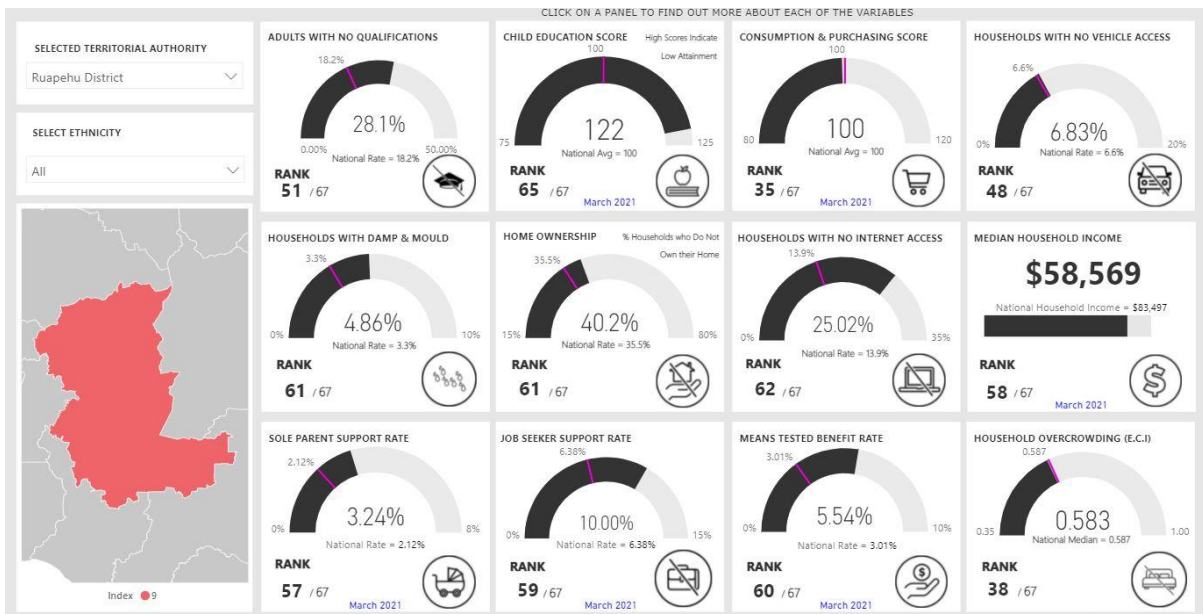 CLICK ON A PANEL TO FIND OUT MORE ABOUT EACH OF THE VARIABLES
SELECTED TERRITORIAL AUTHORITY
Ruapehu District
SELECT ETHNICITY
All
Index 9
ADULTS WITH NO QUALIFICATIONS
18.2%
28.1%
0.00%
50.00%
National Rate = 18.2%
RANK
51 / 67
CHILD EDUCATION SCORE
High Scores Indicate
Low Attainment
100
122
75
125
National Avg = 100
RANK
65 / 67
March 2021
CONSUMPTION & PURCHASING SCORE
100
100
80
120
National Avg = 100
RANK
35 / 67
March 2021
HOUSEHOLDS WITH NO VEHICLE ACCESS
6.6%
6.83%
0%
20%
National Rate = 6.6%
RANK
48 / 67
HOUSEHOLDS WITH DAMP & MOULD
3.3%
4.86%
0%
10%
National Rate = 3.3%
RANK
61 / 67
HOME OWNERSHIP
% Households who Do Not
Own their Home
35.5%
40.2%
15%
80%
National Rate = 35.5%
RANK
61 / 67
HOUSEHOLDS WITH NO INTERNET ACCESS
13.9%
25.02%
0%
35%
National Rate = 13.9%
RANK
62 / 67
MEDIAN HOUSEHOLD INCOME
$58,569
National Household Income = $83,497
RANK
58 / 67
$
March 2021
SOLE PARENT SUPPORT RATE
2.12%
3.24%
0%
8%
National Rate = 2.12%
RANK
57 / 67
March 2021
JOB SEEKER SUPPORT RATE
6.38%
10.00%
0%
15%
National Rate = 6.38%
RANK
59 / 67
March 2021
MEANS TESTED BENEFIT RATE
3.01%
5.54%
0%
10%
National Rate = 3.01%
RANK
60 / 67
$
March 2021
HOUSEHOLD OVERCROWDING (E.C.I)
0.587
0.583
0.35
1.00
National Median = 0.587
RANK
38 / 67